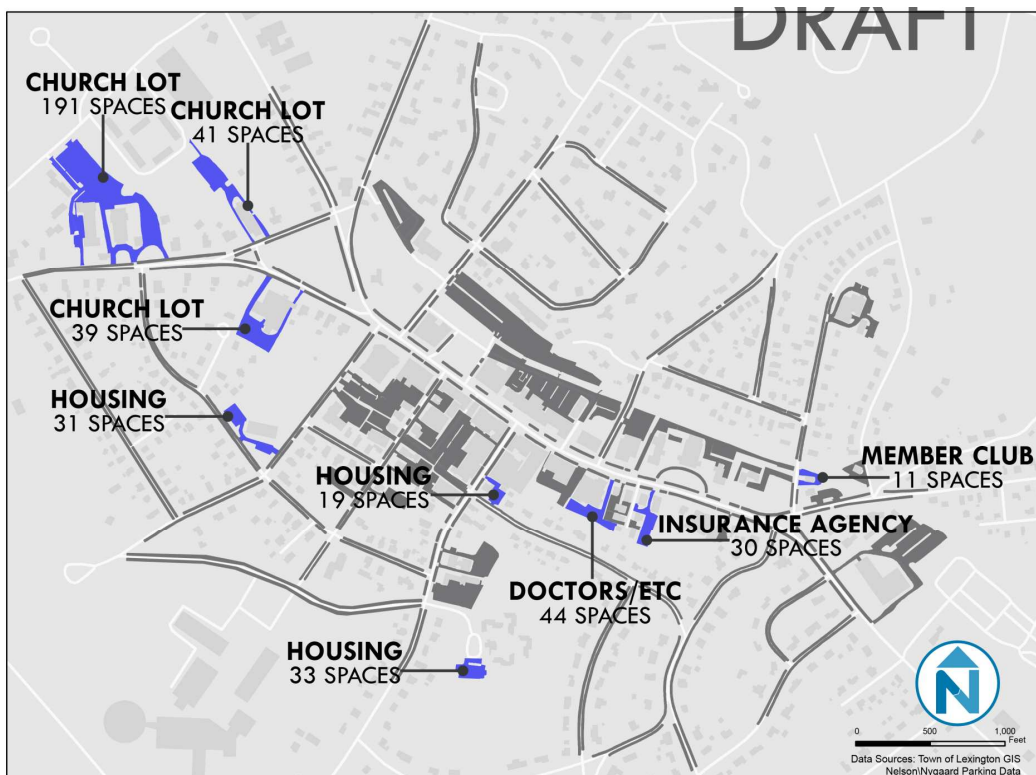 DRAFT
CHURCH LOT
191 SPACES
CHURCH LOT
41 SPACES
CHURCH LOT
39 SPACES
HOUSING
31 SPACES
HOUSING
19 SPACES
MEMBER CLUB
11 SPACES
INSURANCE AGENCY
30 SPACES
DOCTORS/ETC
44 SPACES
HOUSING
33 SPACES
N
0 500 1,000
Feet
Data Sources: Town of Lexington GIS
Nelson\Nygaard Parking Data